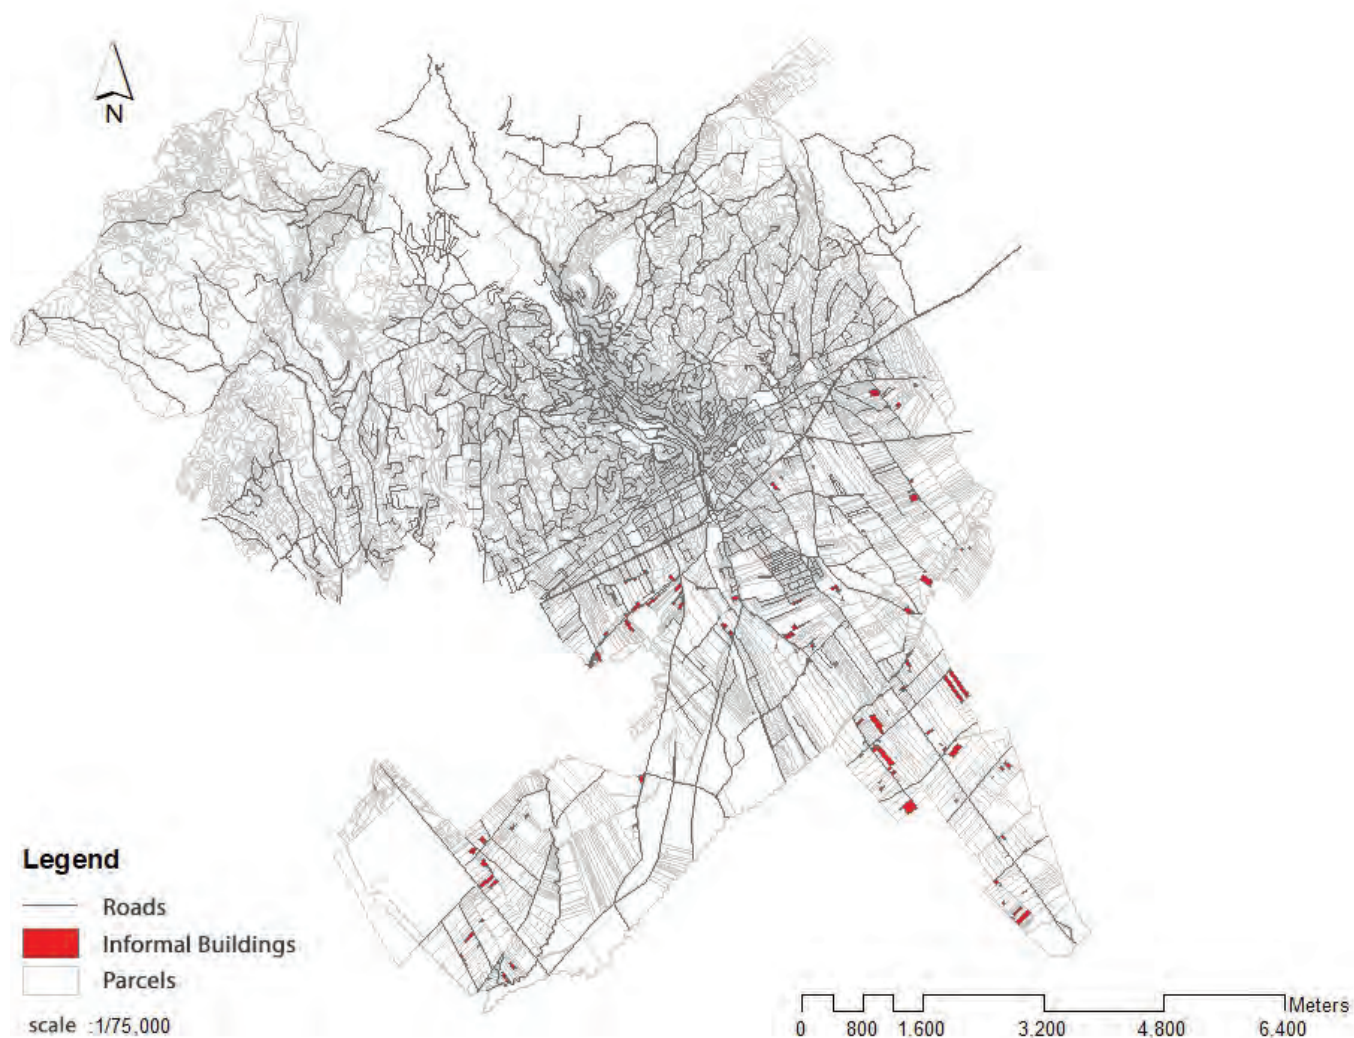 N
Legend
Roads
Informal Buildings
Parcels
scale :1/75,000
Meters
0 800 1,600 3,200 4,800 6,400